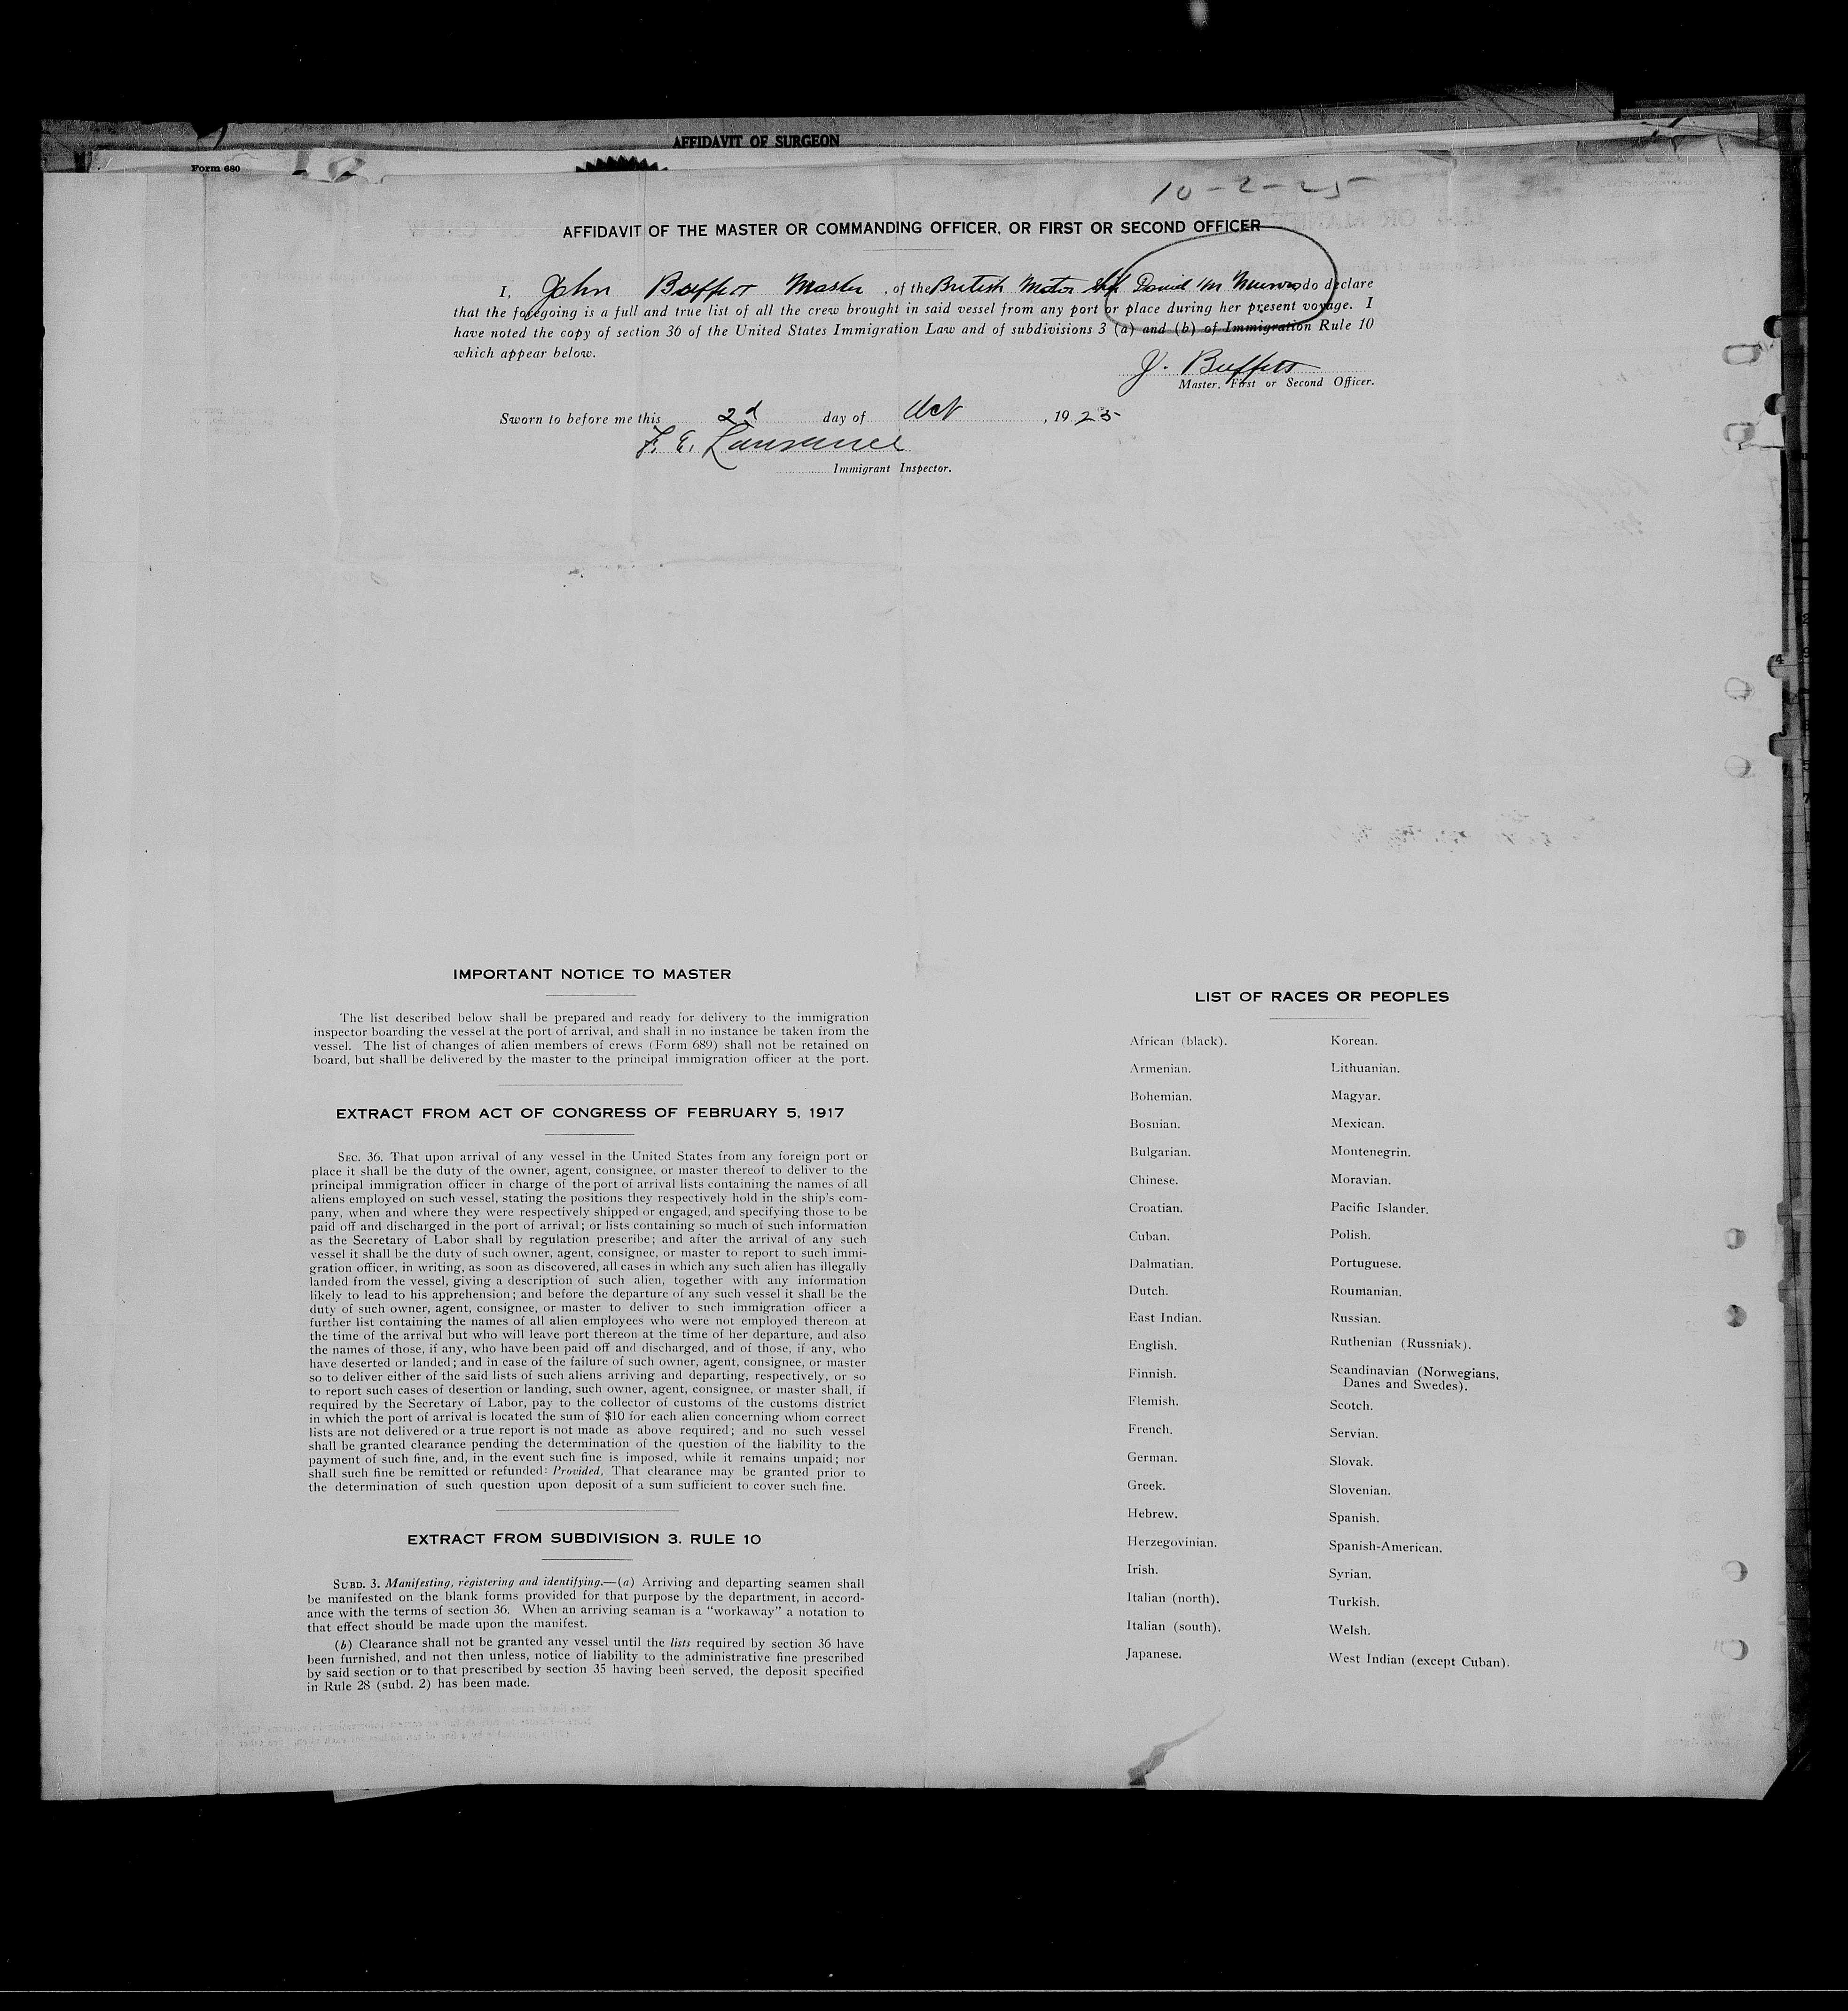 AFFIDAVIT OF SURGEON
Form 680
10-2-25
AFFIDAVIT OF THE MASTER OR COMMANDING OFFICER, OR FIRST OR SECOND OFFICER
I, John Buffett Master, of the British Motor Ship David M Munro do declare
that the foregoing is a full and true list of all the crew brought in said vessel from any port or place during her present voyage. I
have noted the copy of section 36 of the United States Immigration Law and of subdivisions 3 (a) and (b) of Immigration Rule 10
which appear below.
J. Buffett
Master, First or Second Officer.
Sworn to before me this 2d day of Oct, 1925
F. E. Lawrence
Immigrant Inspector.
IMPORTANT NOTICE TO MASTER
The list described below shall be prepared and ready for delivery to the immigration
inspector boarding the vessel at the port of arrival, and shall in no instance be taken from the
vessel. The list of changes of alien members of crews (Form 689) shall not be retained on
board, but shall be delivered by the master to the principal immigration officer at the port.
EXTRACT FROM ACT OF CONGRESS OF FEBRUARY 5, 1917
SEC. 36. That upon arrival of any vessel in the United States from any foreign port or
place it shall be the duty of the owner, agent, consignee, or master thereof to deliver to the
principal immigration officer in charge of the port of arrival lists containing the names of all
aliens employed on such vessel, stating the positions they respectively hold in the ship's com-
pany, when and where they were respectively shipped or engaged, and specifying those to be
paid off and discharged in the port of arrival; or lists containing so much of such information
as the Secretary of Labor shall by regulation prescribe; and after the arrival of any such
vessel it shall be the duty of such owner, agent, consignee, or master to report to such immi-
gration officer, in writing, as soon as discovered, all cases in which any such alien has illegally
landed from the vessel, giving a description of such alien, together with any information
likely to lead to his apprehension; and before the departure of any such vessel it shall be the
duty of such owner, agent, consignee, or master to deliver to such immigration officer a
further list containing the names of all alien employees who were not employed thereon at
the time of the arrival but who will leave port thereon at the time of her departure, and also
the names of those, if any, who have been paid off and discharged, and of those, if any, who
have deserted or landed; and in case of the failure of such owner, agent, consignee, or master
so to deliver either of the said lists of such aliens arriving and departing, respectively, or so
to report such cases of desertion or landing, such owner, agent, consignee, or master shall, if
required by the Secretary of Labor, pay to the collector of customs of the customs district
in which the port of arrival is located the sum of $10 for each alien concerning whom correct
lists are not delivered or a true report is not made as above required; and no such vessel
shall be granted clearance pending the determination of the question of the liability to the
payment of such fine, and, in the event such fine is imposed, while it remains unpaid; nor
shall such fine be remitted or refunded: Provided, That clearance may be granted prior to
the determination of such question upon deposit of a sum sufficient to cover such fine.
EXTRACT FROM SUBDIVISION 3. RULE 10
SUBD. 3. Manifesting, registering and identifying.—(a) Arriving and departing seamen shall
be manifested on the blank forms provided for that purpose by the department, in accord-
ance with the terms of section 36. When an arriving seaman is a "workaway" a notation to
that effect should be made upon the manifest.
(b) Clearance shall not be granted any vessel until the lists required by section 36 have
been furnished, and not then unless, notice of liability to the administrative fine prescribed
by said section or to that prescribed by section 35 having been served, the deposit specified
in Rule 28 (subd. 2) has been made.
LIST OF RACES OR PEOPLES
African (black).
Armenian.
Bohemian.
Bosnian.
Bulgarian.
Chinese.
Croatian.
Cuban.
Dalmatian.
Dutch.
East Indian.
English.
Finnish.
Flemish.
French.
German.
Greek.
Hebrew.
Herzegovinian.
Irish.
Italian (north).
Italian (south).
Japanese.
Korean.
Lithuanian.
Magyar.
Mexican.
Montenegrin.
Moravian.
Pacific Islander.
Polish.
Portuguese.
Roumanian.
Russian.
Ruthenian (Russniak).
Scandinavian (Norwegians,
Danes and Swedes).
Scotch.
Servian.
Slovak.
Slovenian.
Spanish.
Spanish-American.
Syrian.
Turkish.
Welsh.
West Indian (except Cuban).